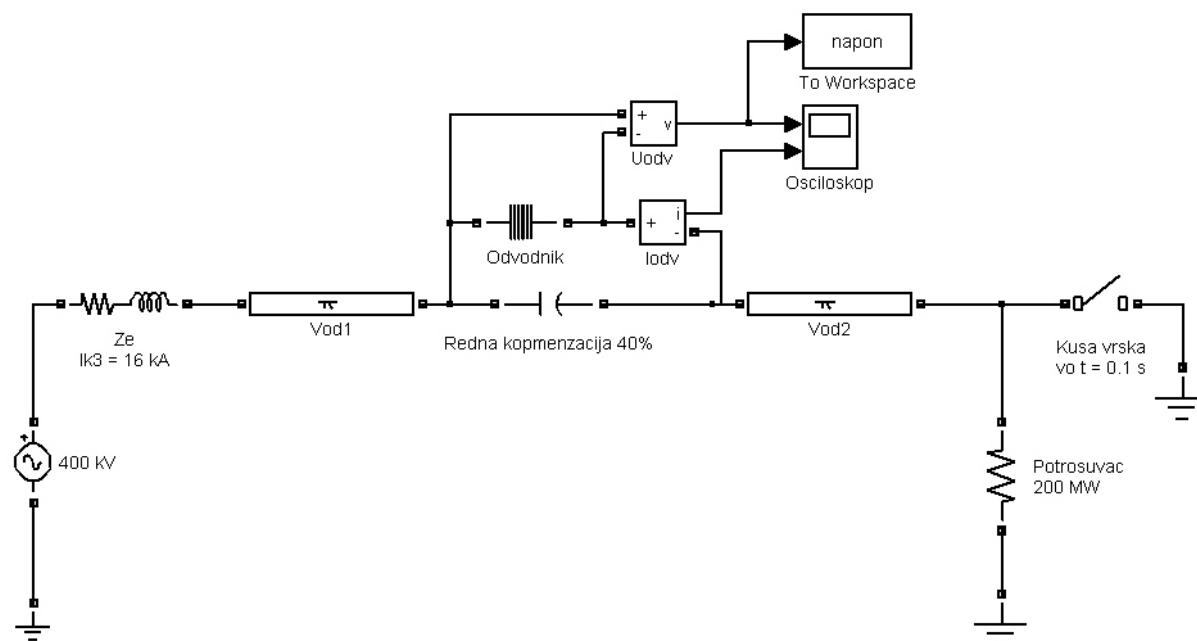 napon
To Workspace
+
-
v
Uodv
Osciloskop
+
i
-
Odvodnik
Iodv
Vod1
Vod2
Redna kopmenzacija 40%
Ze
Ik3 = 16 kA
Kusa vrska
vo t = 0.1 s
+
400 kV
Potrosuvac
200 MW